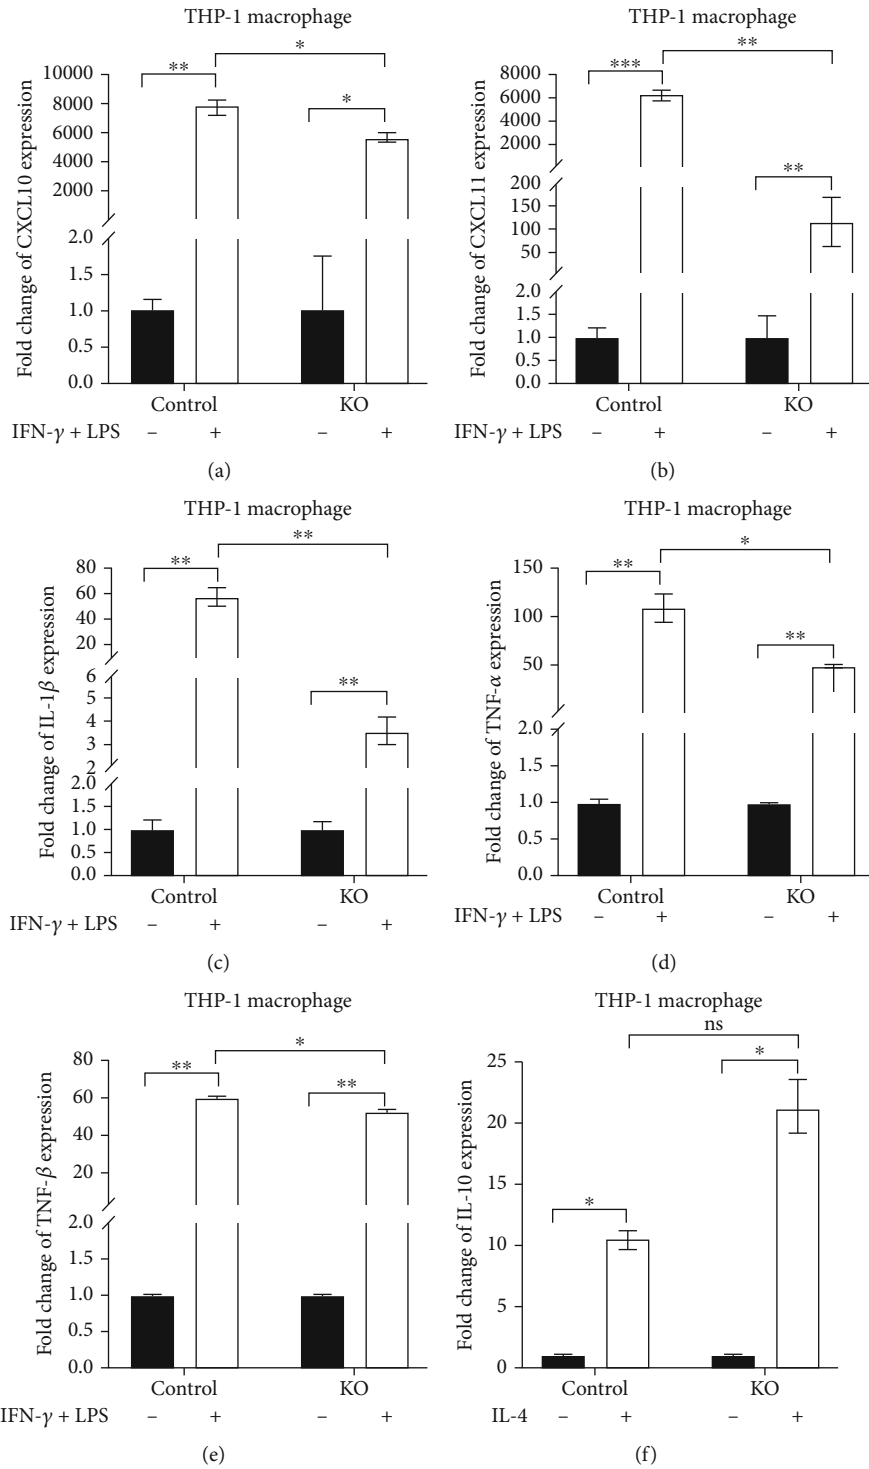 THP-1 macrophage
*
**
*
10000
8000
6000
4000
2000
2.0
1.5
1.0
0.5
0.0
Fold change of CXCL10 expression
Control KO
IFN-γ + LPS – + – +
(a)
THP-1 macrophage
**
***
**
8000
6000
4000
2000
200
150
100
50
2.0
1.5
1.0
0.5
0.0
Fold change of CXCL11 expression
Control KO
IFN-γ + LPS – + – +
(b)
THP-1 macrophage
**
**
**
80
60
40
20
6
5
4
3
2
2.0
1.5
1.0
0.5
0.0
Fold change of IL-1β expression
Control KO
IFN-γ + LPS – + – +
(c)
THP-1 macrophage
*
**
**
150
100
50
2.0
1.5
1.0
0.5
0.0
Fold change of TNF-α expression
Control KO
IFN-γ + LPS – + – +
(d)
THP-1 macrophage
*
**
**
80
60
40
20
2.0
1.5
1.0
0.5
0.0
Fold change of TNF-β expression
Control KO
IFN-γ + LPS – + – +
(e)
THP-1 macrophage
ns
*
*
25
20
15
10
5
0
Fold change of IL-10 expression
Control KO
IL-4 – + – +
(f)